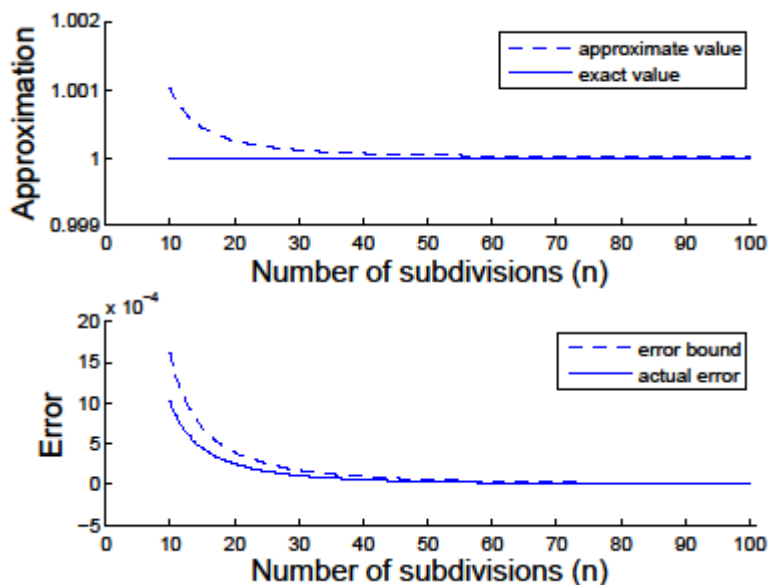 1.002
1.001
1
0.999
Approximation
approximate value
exact value
0 10 20 30 40 50 60 70 80 90 100
Number of subdivisions (n)
x 10⁻⁴
20
15
10
5
0
−5
Error
error bound
actual error
0 10 20 30 40 50 60 70 80 90 100
Number of subdivisions (n)